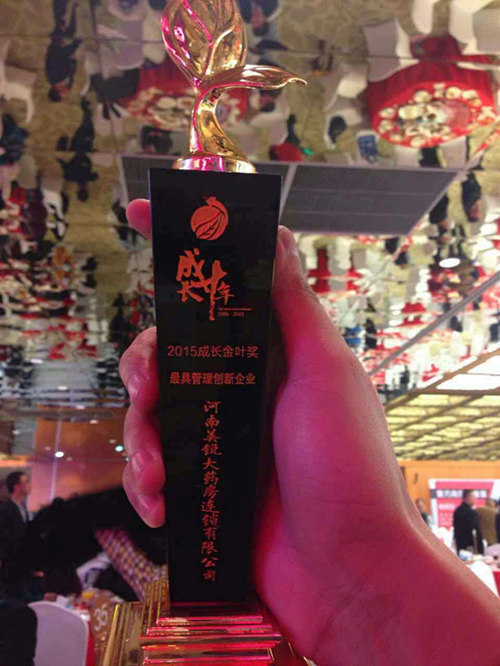 成长十年
2015成长金叶奖
最具管理创新企业
河南美锐大药房连锁有限公司